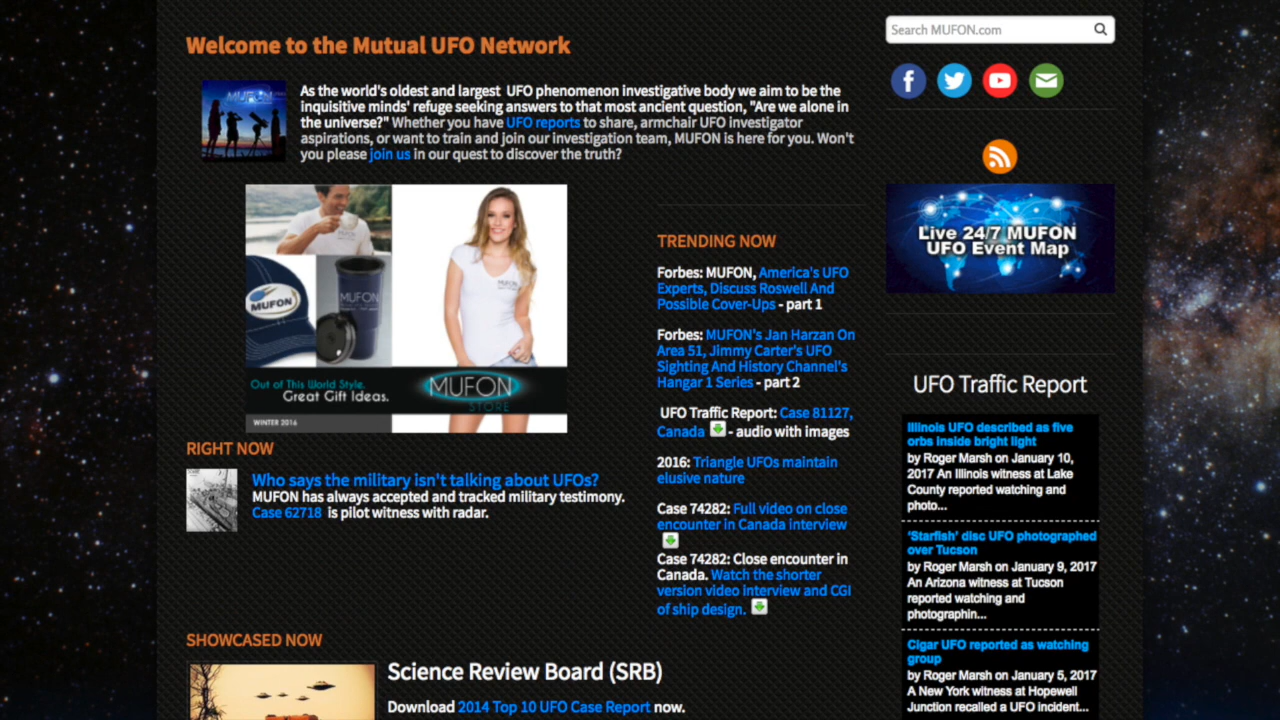 Welcome to the Mutual UFO Network
MUFON
As the world's oldest and largest UFO phenomenon investigative body we aim to be the
inquisitive minds' refuge seeking answers to that most ancient question, "Are we alone in
the universe?" Whether you have UFO reports to share, armchair UFO investigator
aspirations, or want to train and join our investigation team, MUFON is here for you. Won't
you please join us in our quest to discover the truth?
MUFON
MUFON
MUFON
Out of This World Style.
Great Gift Ideas.
MUFON
STORE
WINTER 2016
RIGHT NOW
Who says the military isn't talking about UFOs?
MUFON has always accepted and tracked military testimony.
Case 62718 is pilot witness with radar.
SHOWCASED NOW
Science Review Board (SRB)
Download 2014 Top 10 UFO Case Report now.
TRENDING NOW
Forbes: MUFON, America's UFO
Experts, Discuss Roswell And
Possible Cover-Ups - part 1
Forbes: MUFON's Jan Harzan On
Area 51, Jimmy Carter's UFO
Sighting And History Channel's
Hangar 1 Series - part 2
UFO Traffic Report: Case 81127,
Canada - audio with images
2016: Triangle UFOs maintain
elusive nature
Case 74282: Full video on close
encounter in Canada interview
Case 74282: Close encounter in
Canada. Watch the shorter
version video interview and CGI
of ship design.
Search MUFON.com
Live 24/7 MUFON
UFO Event Map
UFO Traffic Report
Illinois UFO described as five
orbs inside bright light
by Roger Marsh on January 10,
2017 An Illinois witness at Lake
County reported watching and
photo...
'Starfish' disc UFO photographed
over Tucson
by Roger Marsh on January 9, 2017
An Arizona witness at Tucson
reported watching and
photographin...
Cigar UFO reported as watching
group
by Roger Marsh on January 5, 2017
A New York witness at Hopewell
Junction recalled a UFO incident...